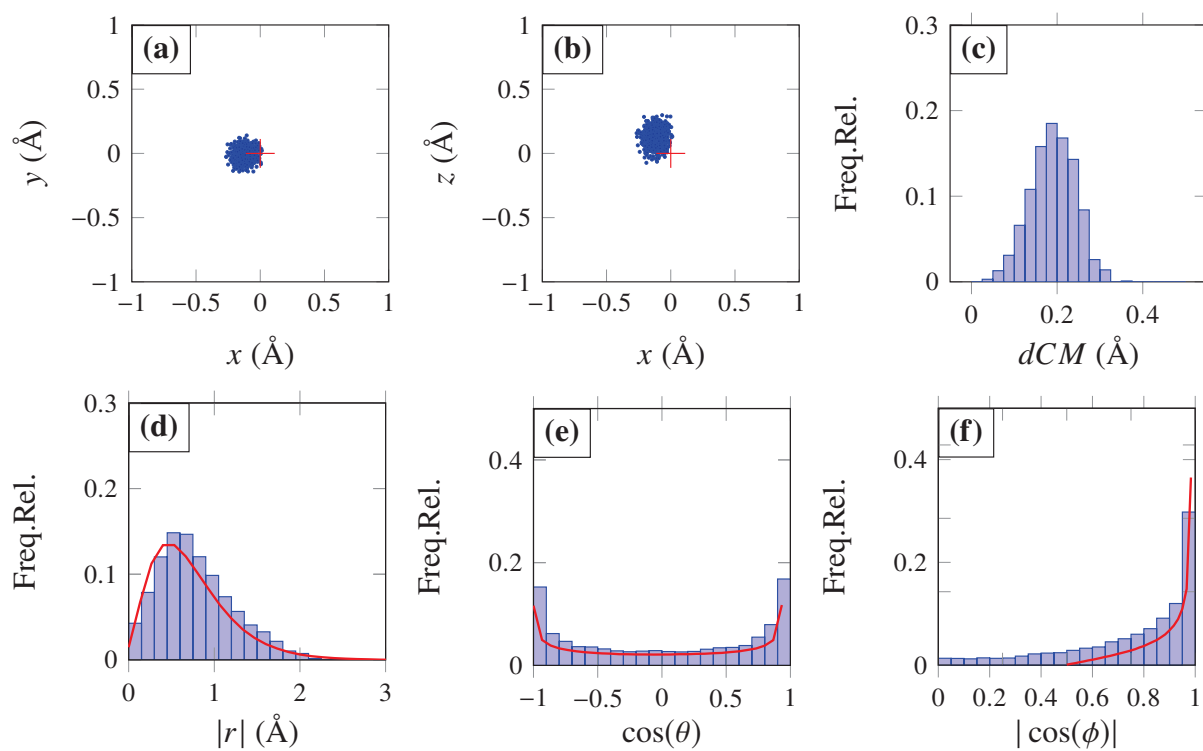 (a)
1
0.5
0
−0.5
−1
−1 −0.5 0 0.5 1
y (Å)
x (Å)
(b)
1
0.5
0
−0.5
−1
−1 −0.5 0 0.5 1
z (Å)
x (Å)
(c)
0.3
0.2
0.1
0
0 0.2 0.4
Freq.Rel.
dCM (Å)
(d)
0.3
0.2
0.1
0
0 1 2 3
Freq.Rel.
|r| (Å)
(e)
0.4
0.2
0
−1 −0.5 0 0.5 1
Freq.Rel.
cos(θ)
(f)
0.4
0.2
0
0 0.2 0.4 0.6 0.8 1
Freq.Rel.
| cos(ϕ)|